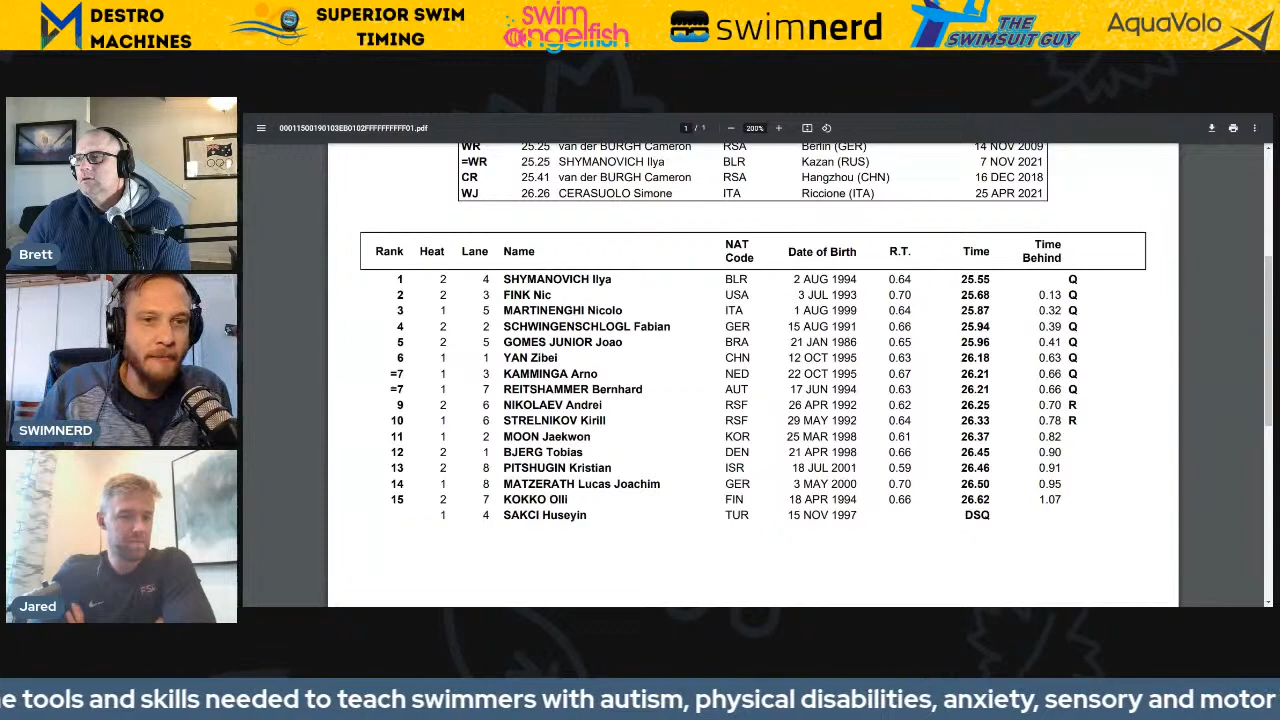 DESTRO MACHINES
SUPERIOR SWIM TIMING
swim angelfish
swimnerd
THE SWIMSUIT GUY
AquaVolo
00011500190103EB0102FFFFFFFFFF01.pdf
1 / 1
200%
WR 25.25 van der BURGH Cameron RSA Berlin (GER) 14 NOV 2009
=WR 25.25 SHYMANOVICH Ilya BLR Kazan (RUS) 7 NOV 2021
CR 25.41 van der BURGH Cameron RSA Hangzhou (CHN) 16 DEC 2018
WJ 26.26 CERASUOLO Simone ITA Riccione (ITA) 25 APR 2021
Rank Heat Lane Name NAT Code Date of Birth R.T. Time Time Behind
1 2 4 SHYMANOVICH Ilya BLR 2 AUG 1994 0.64 25.55 Q
2 2 3 FINK Nic USA 3 JUL 1993 0.70 25.68 0.13 Q
3 1 5 MARTINENGHI Nicolo ITA 1 AUG 1999 0.64 25.87 0.32 Q
4 2 2 SCHWINGENSCHLOGL Fabian GER 15 AUG 1991 0.66 25.94 0.39 Q
5 2 5 GOMES JUNIOR Joao BRA 21 JAN 1986 0.65 25.96 0.41 Q
6 1 1 YAN Zibei CHN 12 OCT 1995 0.63 26.18 0.63 Q
=7 1 3 KAMMINGA Arno NED 22 OCT 1995 0.67 26.21 0.66 Q
=7 1 7 REITSHAMMER Bernhard AUT 17 JUN 1994 0.63 26.21 0.66 Q
9 2 6 NIKOLAEV Andrei RSF 26 APR 1992 0.62 26.25 0.70 R
10 1 6 STRELNIKOV Kirill RSF 29 MAY 1992 0.64 26.33 0.78 R
11 1 2 MOON Jaekwon KOR 25 MAR 1998 0.61 26.37 0.82
12 2 1 BJERG Tobias DEN 21 APR 1998 0.66 26.45 0.90
13 2 8 PITSHUGIN Kristian ISR 18 JUL 2001 0.59 26.46 0.91
14 1 8 MATZERATH Lucas Joachim GER 3 MAY 2000 0.70 26.50 0.95
15 2 7 KOKKO Olli FIN 18 APR 1994 0.66 26.62 1.07
1 4 SAKCI Huseyin TUR 15 NOV 1997 DSQ
Brett
SWIMNERD
Jared
e tools and skills needed to teach swimmers with autism, physical disabilities, anxiety, sensory and motor